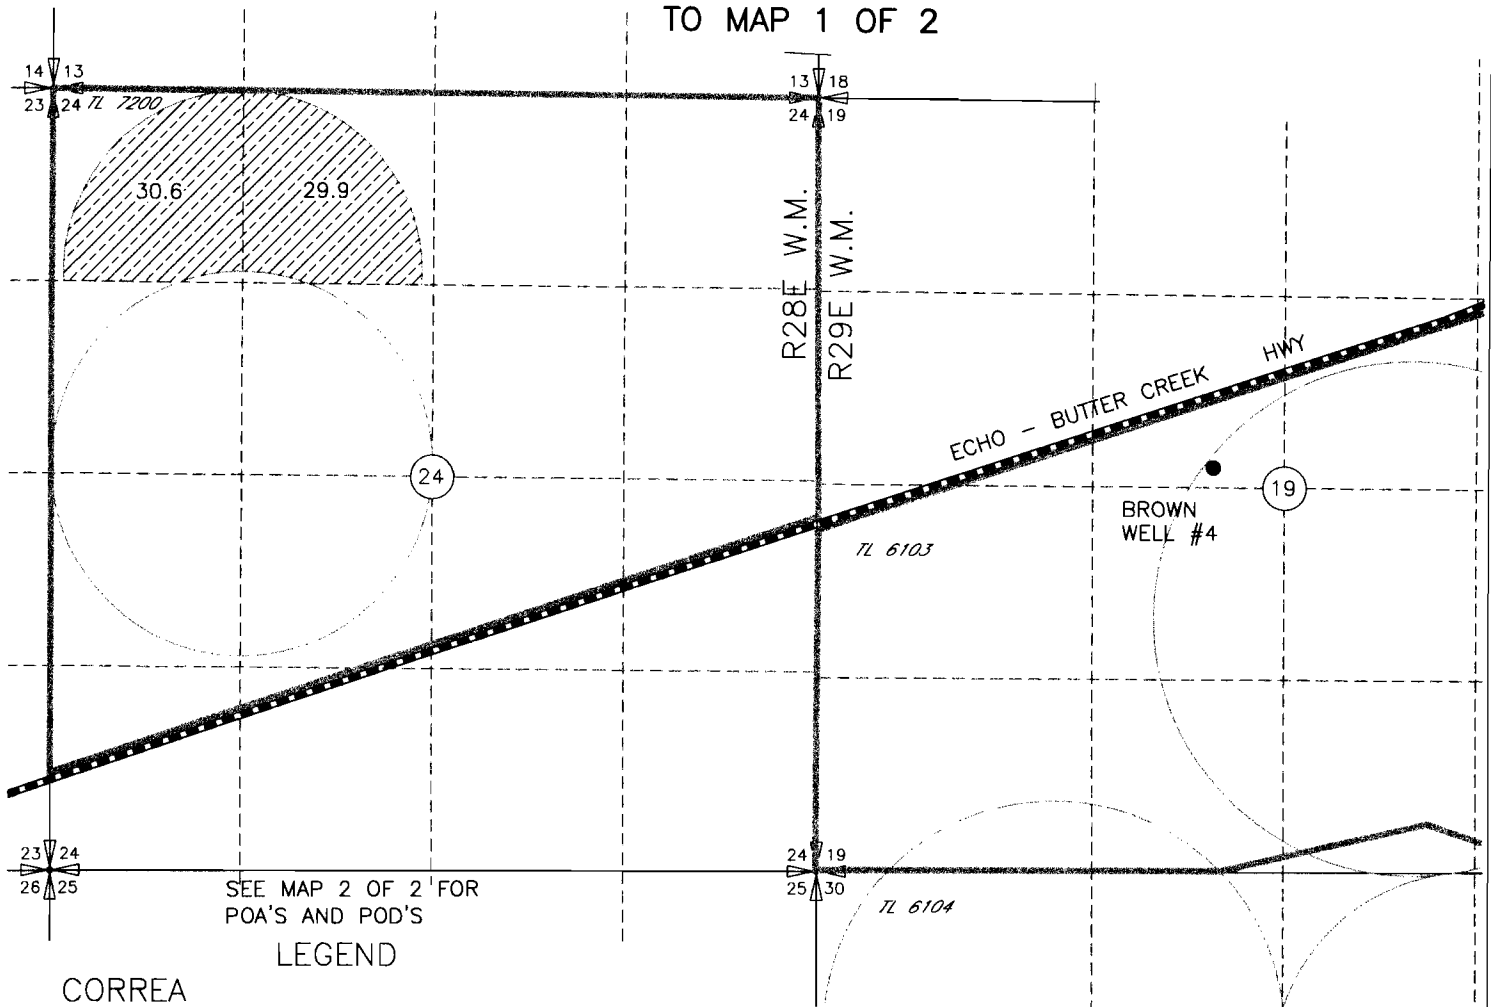 TO MAP 1 OF 2
14 13
23 24
TL 7200
13 18
24 19
30.6
29.9
R28E W.M.
R29E W.M.
ECHO - BUTTER CREEK HWY
24
19
BROWN
WELL #4
TL 6103
23 24
26 25
24 19
25 30
SEE MAP 2 OF 2 FOR
POA'S AND POD'S
TL 6104
LEGEND
CORREA